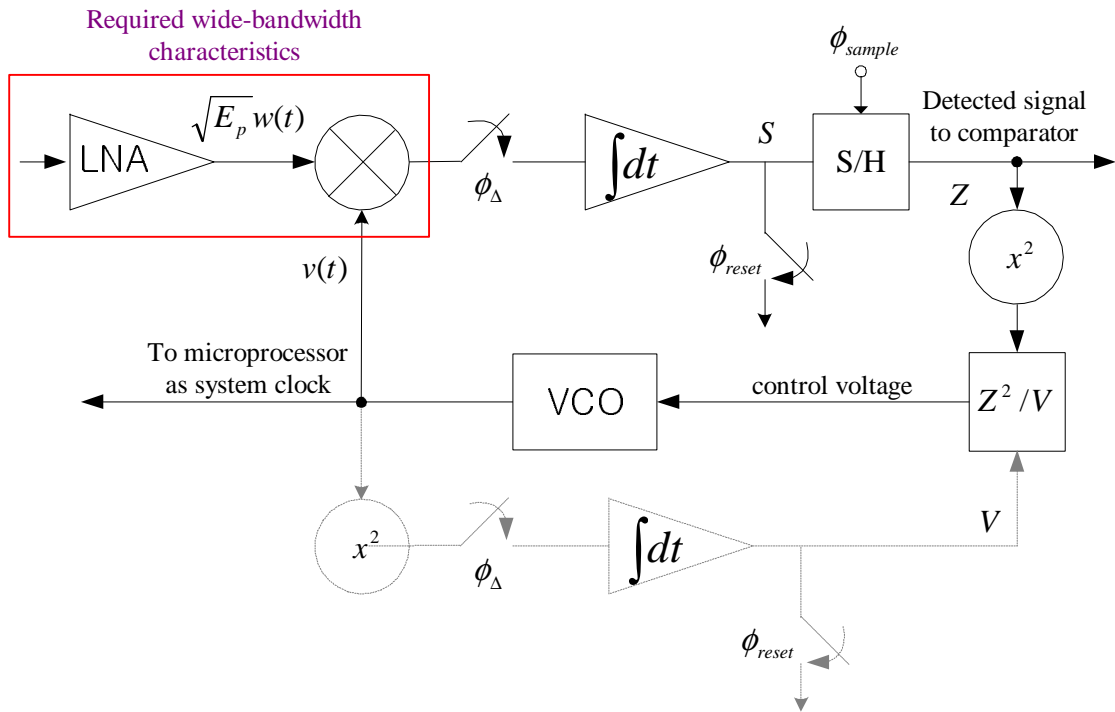 Required wide-bandwidth
characteristics
LNA
√E_p w(t)
v(t)
ϕ_Δ
∫dt
S
ϕ_reset
ϕ_sample
S/H
Detected signal
to comparator
Z
x²
To microprocessor
as system clock
VCO
control voltage
Z² / V
x²
ϕ_Δ
∫dt
V
ϕ_reset